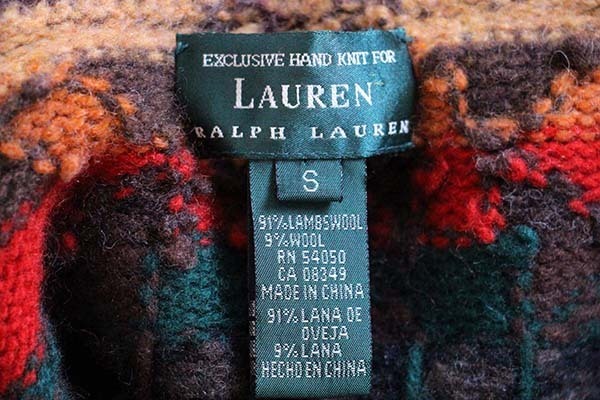 EXCLUSIVE HAND KNIT FOR
LAUREN
RALPH LAUREN
S
91%LAMBSWOOL
9%WOOL
RN 54050
CA 08349
MADE IN CHINA
91%LANA DE
OVEJA
9%LANA
HECHO EN CHINA